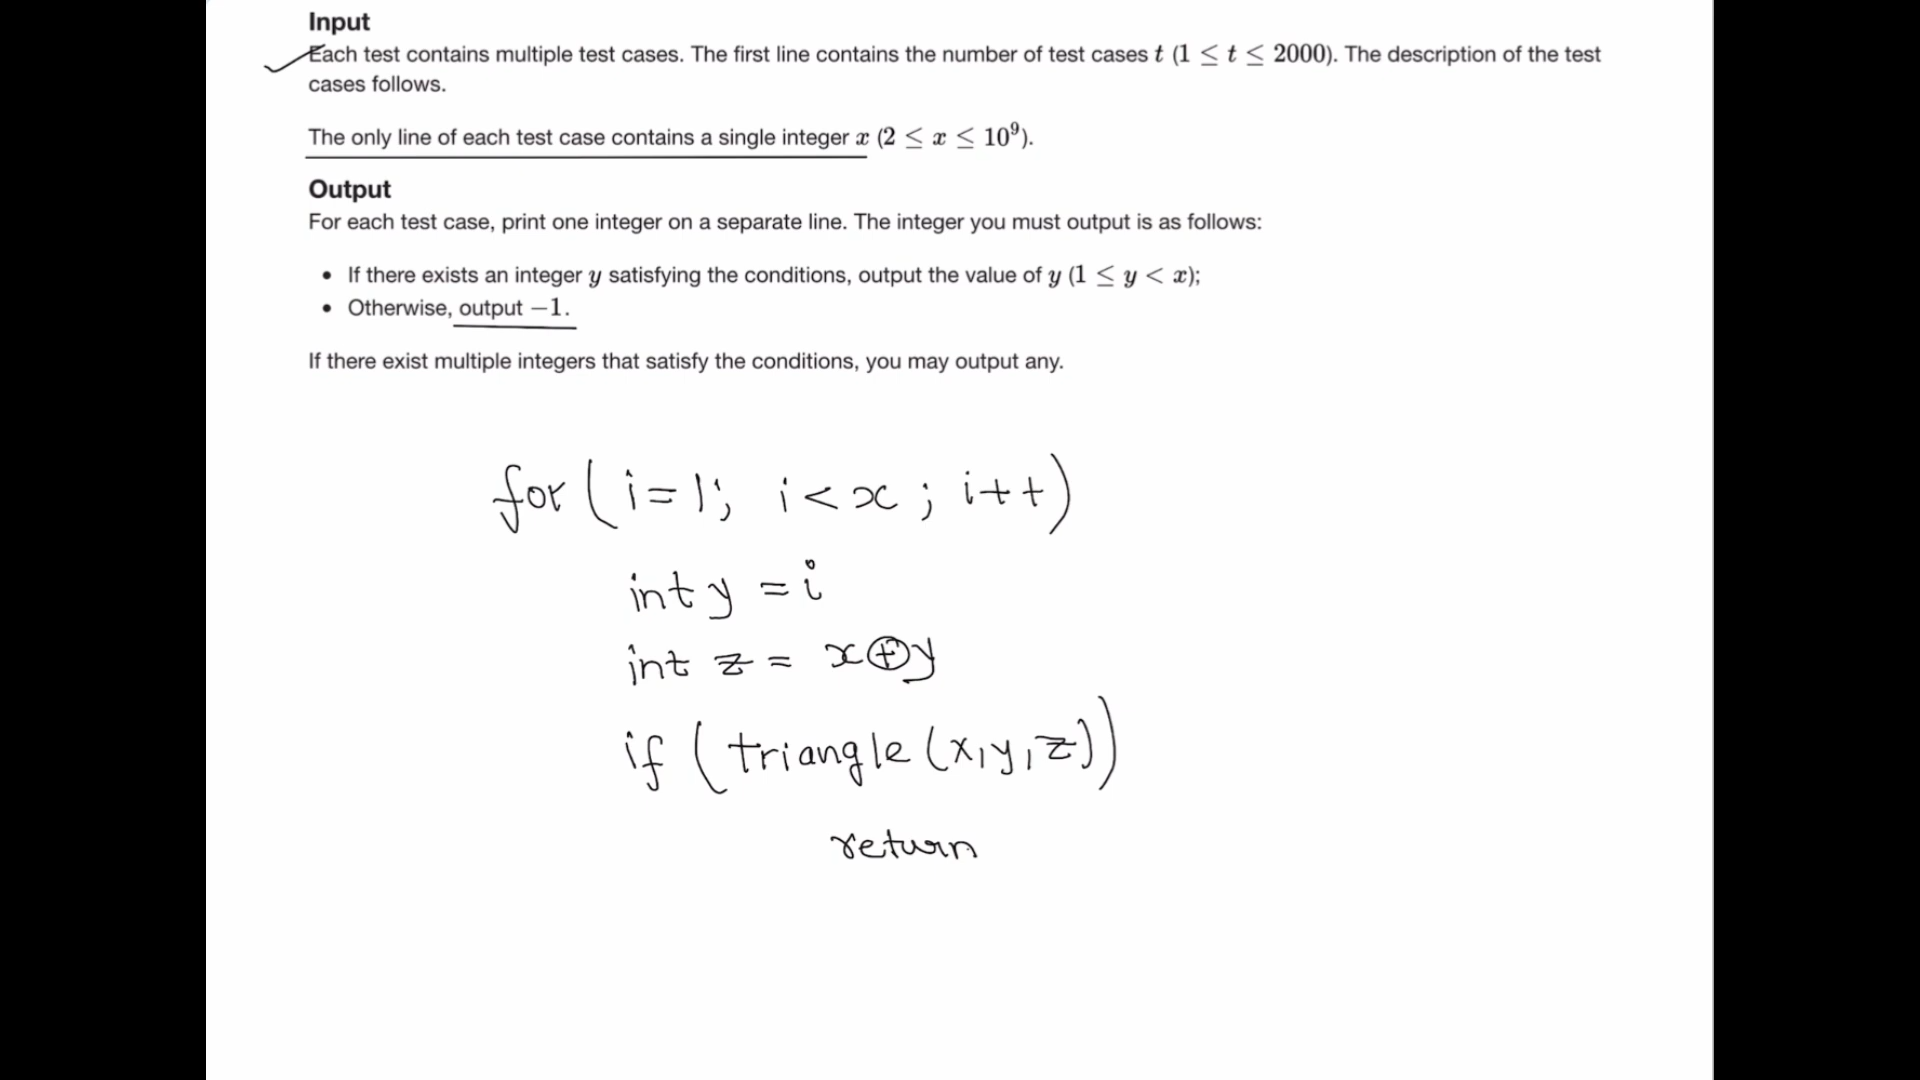 Input
Each test contains multiple test cases. The first line contains the number of test cases t (1 ≤ t ≤ 2000). The description of the test
cases follows.
The only line of each test case contains a single integer x (2 ≤ x ≤ 10⁹).
Output
For each test case, print one integer on a separate line. The integer you must output is as follows:
• If there exists an integer y satisfying the conditions, output the value of y (1 ≤ y < x);
• Otherwise, output −1.
If there exist multiple integers that satisfy the conditions, you may output any.
for ( i=1; i<x ; i++)
int y = i
int z = x⊕y
if ( triangle (x,y,z))
return